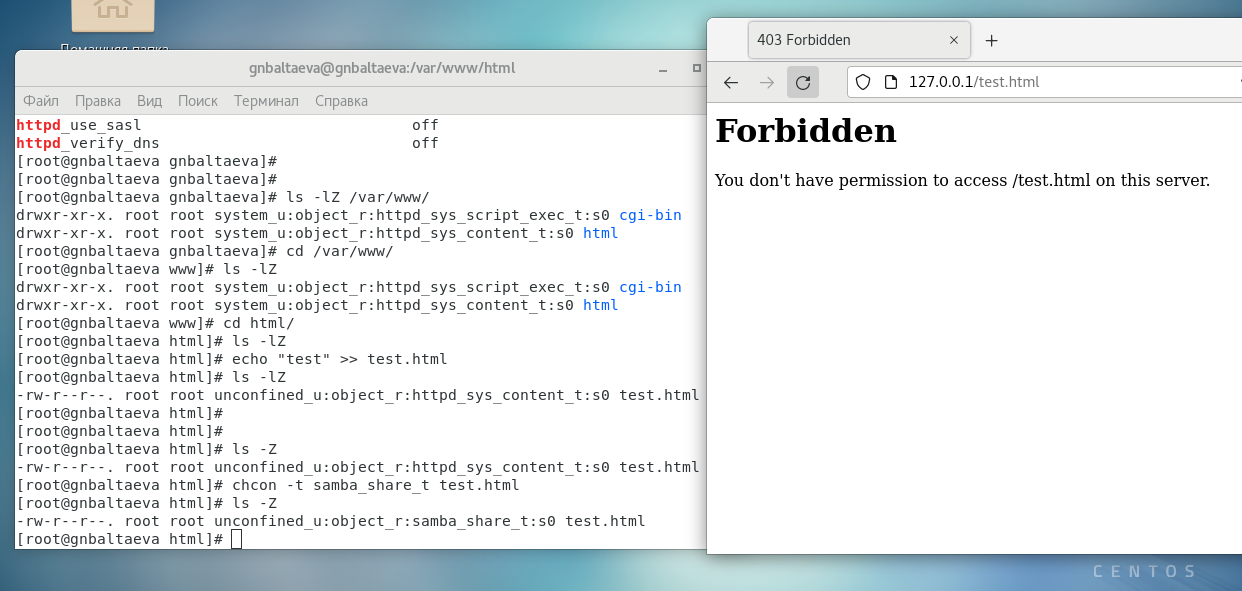 Домашняя папка
gnbaltaeva@gnbaltaeva:/var/www/html
Файл Правка Вид Поиск Терминал Справка
httpd_use_sasl off
httpd_verify_dns off
[root@gnbaltaeva gnbaltaeva]#
[root@gnbaltaeva gnbaltaeva]#
[root@gnbaltaeva gnbaltaeva]# ls -lZ /var/www/
drwxr-xr-x. root root system_u:object_r:httpd_sys_script_exec_t:s0 cgi-bin
drwxr-xr-x. root root system_u:object_r:httpd_sys_content_t:s0 html
[root@gnbaltaeva gnbaltaeva]# cd /var/www/
[root@gnbaltaeva www]# ls -lZ
drwxr-xr-x. root root system_u:object_r:httpd_sys_script_exec_t:s0 cgi-bin
drwxr-xr-x. root root system_u:object_r:httpd_sys_content_t:s0 html
[root@gnbaltaeva www]# cd html/
[root@gnbaltaeva html]# ls -lZ
[root@gnbaltaeva html]# echo "test" >> test.html
[root@gnbaltaeva html]# ls -lZ
-rw-r--r--. root root unconfined_u:object_r:httpd_sys_content_t:s0 test.html
[root@gnbaltaeva html]#
[root@gnbaltaeva html]#
[root@gnbaltaeva html]# ls -Z
-rw-r--r--. root root unconfined_u:object_r:httpd_sys_content_t:s0 test.html
[root@gnbaltaeva html]# chcon -t samba_share_t test.html
[root@gnbaltaeva html]# ls -Z
-rw-r--r--. root root unconfined_u:object_r:samba_share_t:s0 test.html
[root@gnbaltaeva html]#
403 Forbidden
127.0.0.1/test.html
Forbidden
You don't have permission to access /test.html on this server.
CENTOS